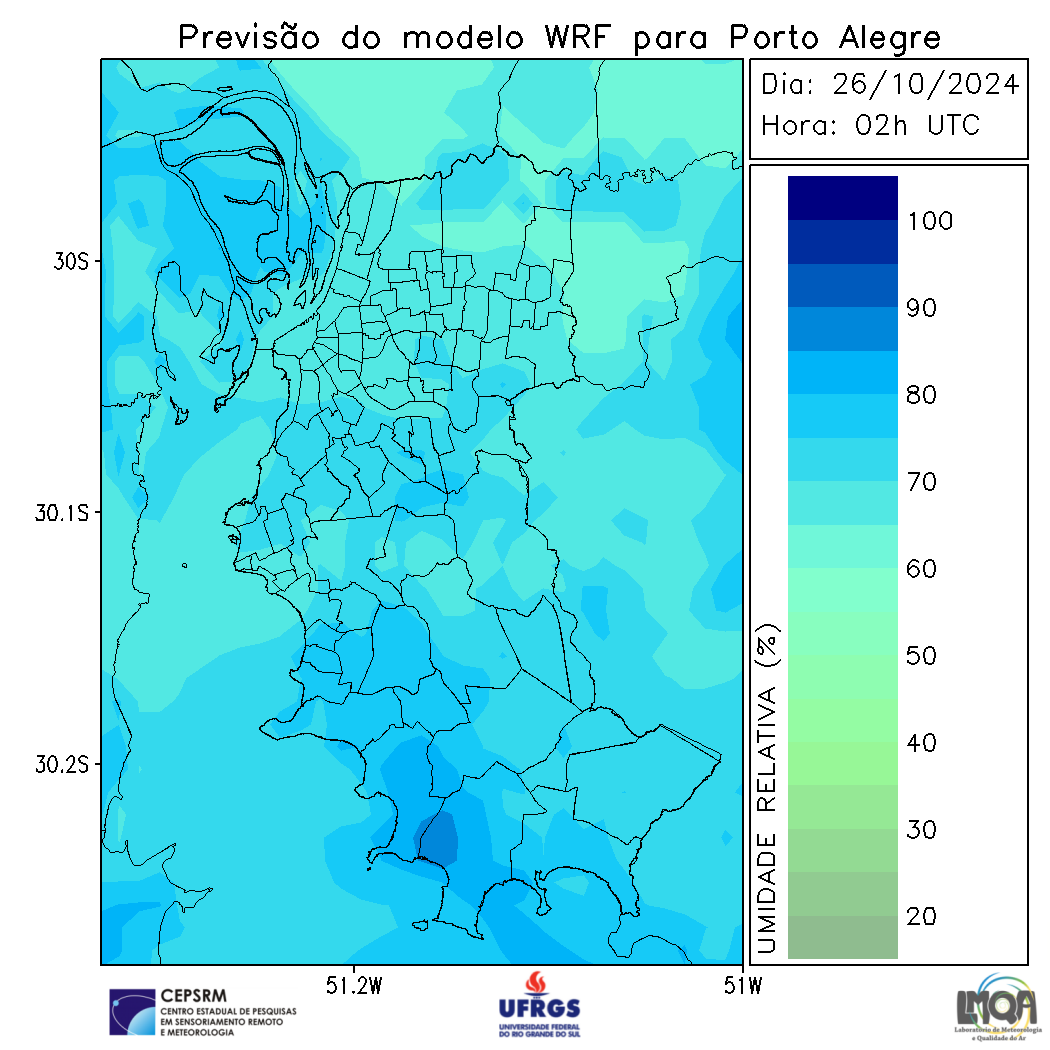 Previsão do modelo WRF para Porto Alegre
Dia: 26/10/2024
Hora: 02h UTC
30S
30.1S
30.2S
51.2W
51W
100
90
80
70
60
50
40
30
20
UMIDADE RELATIVA (%)
CEPSRM
CENTRO ESTADUAL DE PESQUISAS
EM SENSORIAMENTO REMOTO
E METEOROLOGIA
UFRGS
UNIVERSIDADE FEDERAL
DO RIO GRANDE DO SUL
LMQA
Laboratório de Meteorologia
e Qualidade do Ar